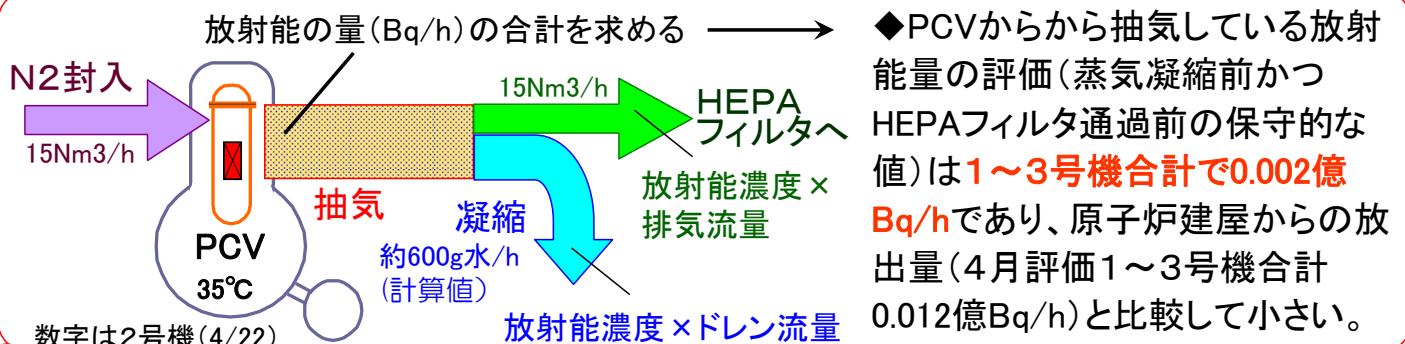 放射能の量(Bq/h)の合計を求める
N2封入
15Nm3/h
15Nm3/h
HEPA
フィルタへ
抽気
凝縮
約600g水/h
(計算値)
放射能濃度×
排気流量
PCV
35℃
放射能濃度×ドレン流量
数字は2号機(4/22)
◆PCVからから抽気している放射
能量の評価(蒸気凝縮前かつ
HEPAフィルタ通過前の保守的な
値)は1～3号機合計で0.002億
Bq/hであり、原子炉建屋からの放
出量(4月評価1～3号機合計
0.012億Bq/h)と比較して小さい。